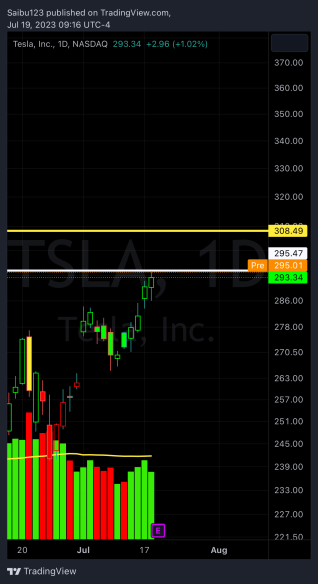 Saibu123 published on TradingView.com,
Jul 19, 2023 09:16 UTC-4
Tesla, Inc., 1D, NASDAQ 293.34 +2.96 (+1.02%)
370.00
360.00
350.00
340.00
330.00
320.00
308.49
TSLA, 1D
295.47
Pre 295.01
293.34
286.00
Tesla, Inc.
278.00
270.50
263.00
257.00
251.00
245.00
239.00
233.00
227.00
E
221.50
20 Jul 17 Aug
TradingView